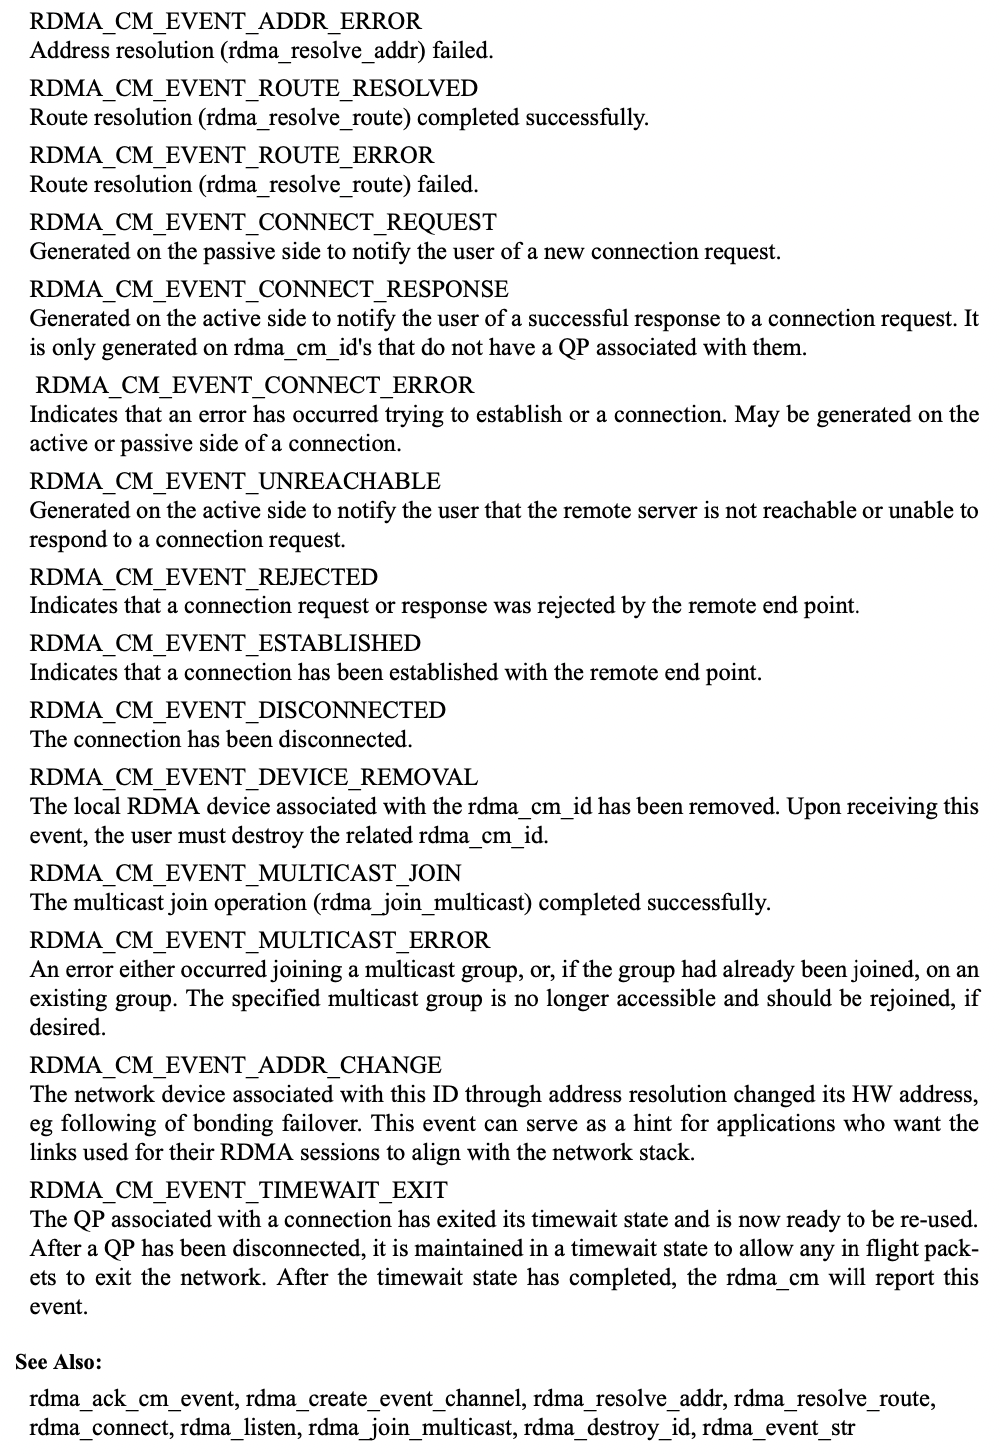 RDMA_CM_EVENT_ADDR_ERROR
Address resolution (rdma_resolve_addr) failed.
RDMA_CM_EVENT_ROUTE_RESOLVED
Route resolution (rdma_resolve_route) completed successfully.
RDMA_CM_EVENT_ROUTE_ERROR
Route resolution (rdma_resolve_route) failed.
RDMA_CM_EVENT_CONNECT_REQUEST
Generated on the passive side to notify the user of a new connection request.
RDMA_CM_EVENT_CONNECT_RESPONSE
Generated on the active side to notify the user of a successful response to a connection request. It
is only generated on rdma_cm_id's that do not have a QP associated with them.
RDMA_CM_EVENT_CONNECT_ERROR
Indicates that an error has occurred trying to establish or a connection. May be generated on the
active or passive side of a connection.
RDMA_CM_EVENT_UNREACHABLE
Generated on the active side to notify the user that the remote server is not reachable or unable to
respond to a connection request.
RDMA_CM_EVENT_REJECTED
Indicates that a connection request or response was rejected by the remote end point.
RDMA_CM_EVENT_ESTABLISHED
Indicates that a connection has been established with the remote end point.
RDMA_CM_EVENT_DISCONNECTED
The connection has been disconnected.
RDMA_CM_EVENT_DEVICE_REMOVAL
The local RDMA device associated with the rdma_cm_id has been removed. Upon receiving this
event, the user must destroy the related rdma_cm_id.
RDMA_CM_EVENT_MULTICAST_JOIN
The multicast join operation (rdma_join_multicast) completed successfully.
RDMA_CM_EVENT_MULTICAST_ERROR
An error either occurred joining a multicast group, or, if the group had already been joined, on an
existing group. The specified multicast group is no longer accessible and should be rejoined, if
desired.
RDMA_CM_EVENT_ADDR_CHANGE
The network device associated with this ID through address resolution changed its HW address,
eg following of bonding failover. This event can serve as a hint for applications who want the
links used for their RDMA sessions to align with the network stack.
RDMA_CM_EVENT_TIMEWAIT_EXIT
The QP associated with a connection has exited its timewait state and is now ready to be re-used.
After a QP has been disconnected, it is maintained in a timewait state to allow any in flight pack-
ets to exit the network. After the timewait state has completed, the rdma_cm will report this
event.
See Also:
rdma_ack_cm_event, rdma_create_event_channel, rdma_resolve_addr, rdma_resolve_route,
rdma_connect, rdma_listen, rdma_join_multicast, rdma_destroy_id, rdma_event_str